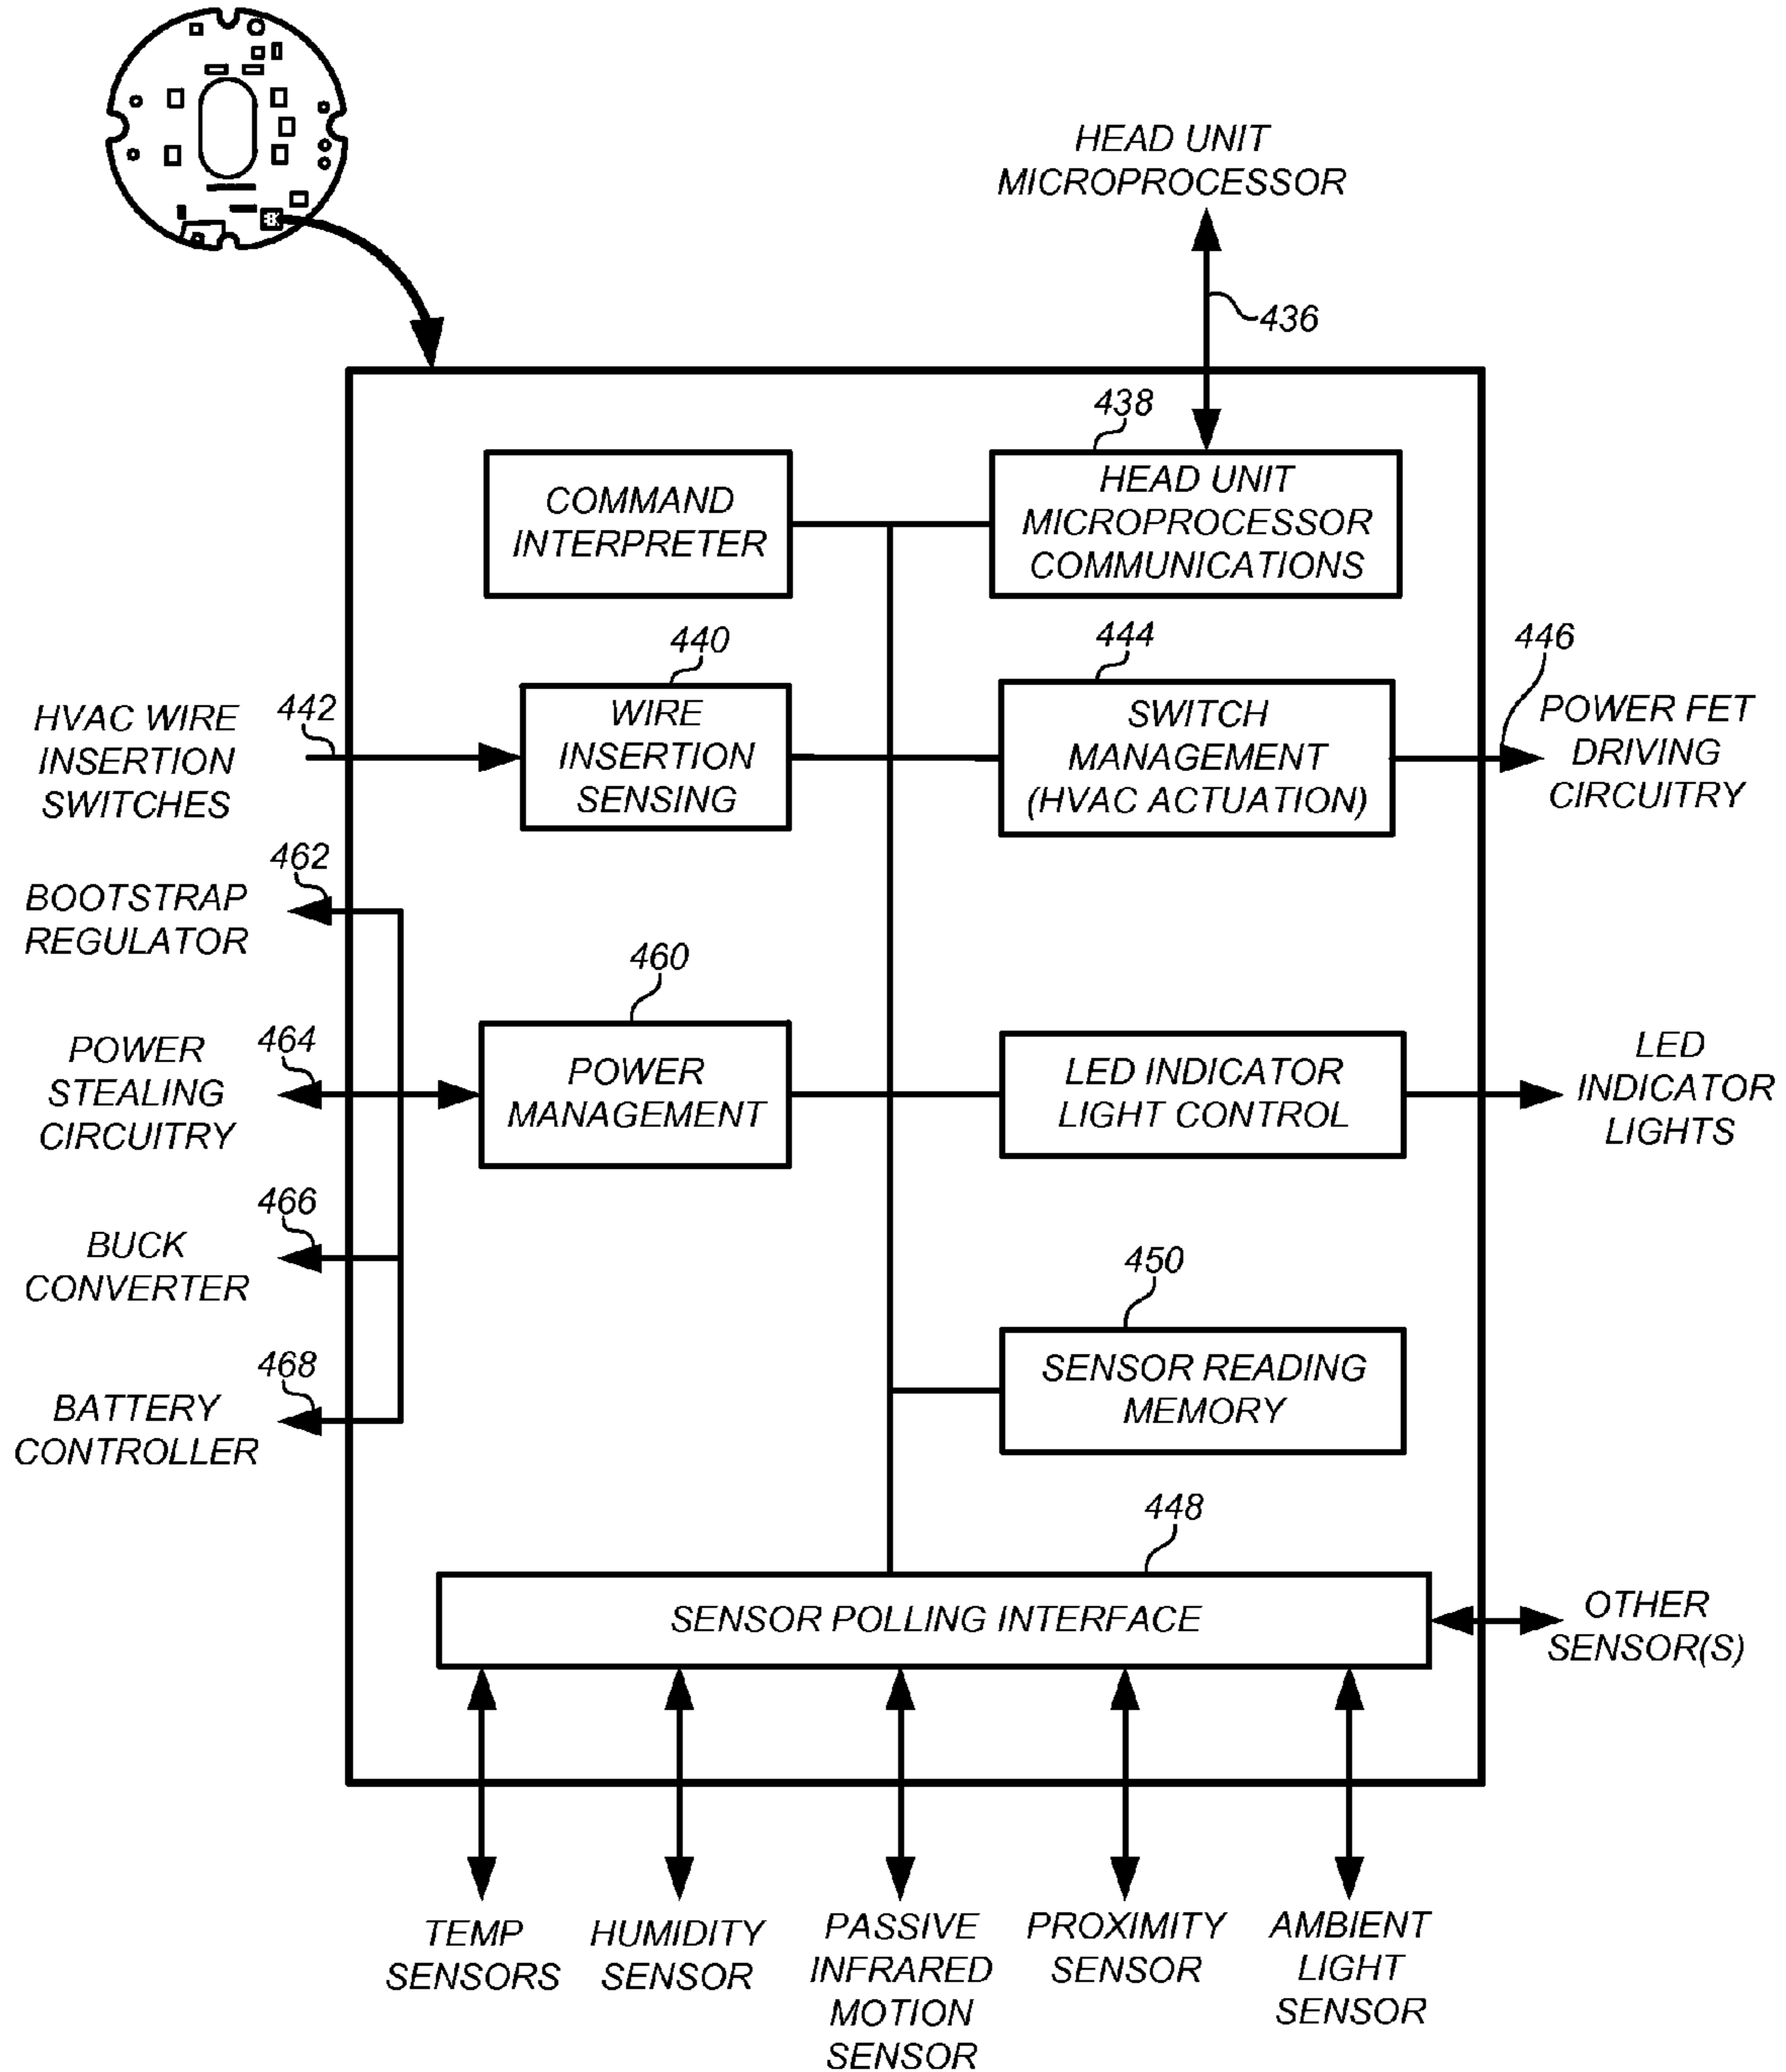 HEAD UNIT
MICROPROCESSOR
436
438
COMMAND
INTERPRETER
HEAD UNIT
MICROPROCESSOR
COMMUNICATIONS
440
444
446
HVAC WIRE
INSERTION
SWITCHES
442
WIRE
INSERTION
SENSING
SWITCH
MANAGEMENT
(HVAC ACTUATION)
POWER FET
DRIVING
CIRCUITRY
462
BOOTSTRAP
REGULATOR
460
POWER
STEALING
CIRCUITRY
464
POWER
MANAGEMENT
LED INDICATOR
LIGHT CONTROL
LED
INDICATOR
LIGHTS
466
BUCK
CONVERTER
450
SENSOR READING
MEMORY
468
BATTERY
CONTROLLER
448
SENSOR POLLING INTERFACE
OTHER
SENSOR(S)
TEMP
SENSORS
HUMIDITY
SENSOR
PASSIVE
INFRARED
MOTION
SENSOR
PROXIMITY
SENSOR
AMBIENT
LIGHT
SENSOR